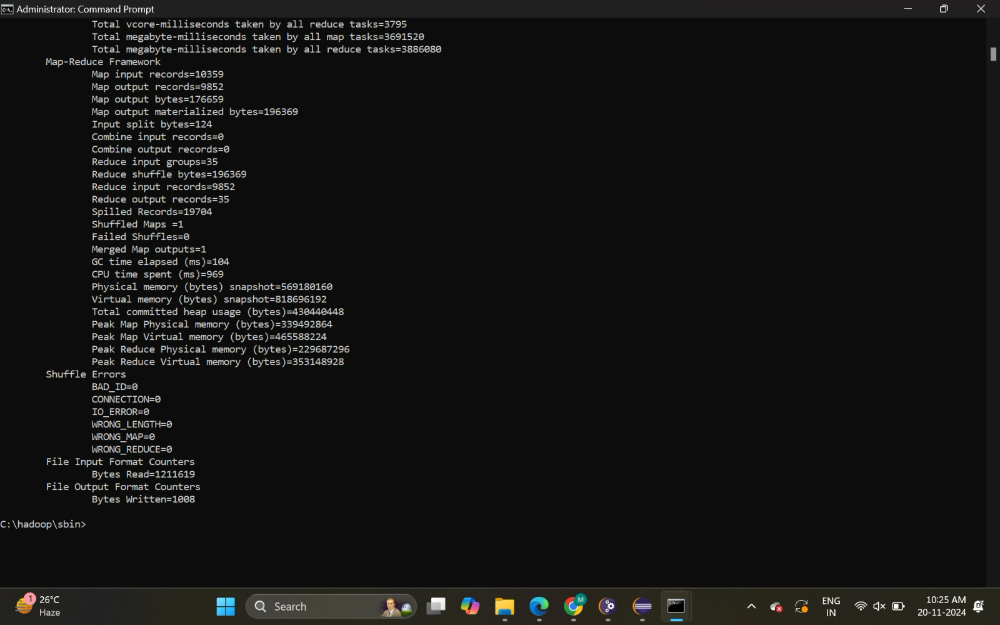 Administrator: Command Prompt
Total vcore-milliseconds taken by all reduce tasks=3795
Total megabyte-milliseconds taken by all map tasks=3691520
Total megabyte-milliseconds taken by all reduce tasks=3886080
Map-Reduce Framework
Map input records=10359
Map output records=9852
Map output bytes=176659
Map output materialized bytes=196369
Input split bytes=124
Combine input records=0
Combine output records=0
Reduce input groups=35
Reduce shuffle bytes=196369
Reduce input records=9852
Reduce output records=35
Spilled Records=19704
Shuffled Maps =1
Failed Shuffles=0
Merged Map outputs=1
GC time elapsed (ms)=104
CPU time spent (ms)=969
Physical memory (bytes) snapshot=569180160
Virtual memory (bytes) snapshot=818696192
Total committed heap usage (bytes)=430440448
Peak Map Physical memory (bytes)=339492864
Peak Map Virtual memory (bytes)=465588224
Peak Reduce Physical memory (bytes)=229687296
Peak Reduce Virtual memory (bytes)=353148928
Shuffle Errors
BAD_ID=0
CONNECTION=0
IO_ERROR=0
WRONG_LENGTH=0
WRONG_MAP=0
WRONG_REDUCE=0
File Input Format Counters
Bytes Read=1211619
File Output Format Counters
Bytes Written=1008
C:\hadoop\sbin>
1
26°C
Haze
Search
M
ENG
IN
10:25 AM
20-11-2024